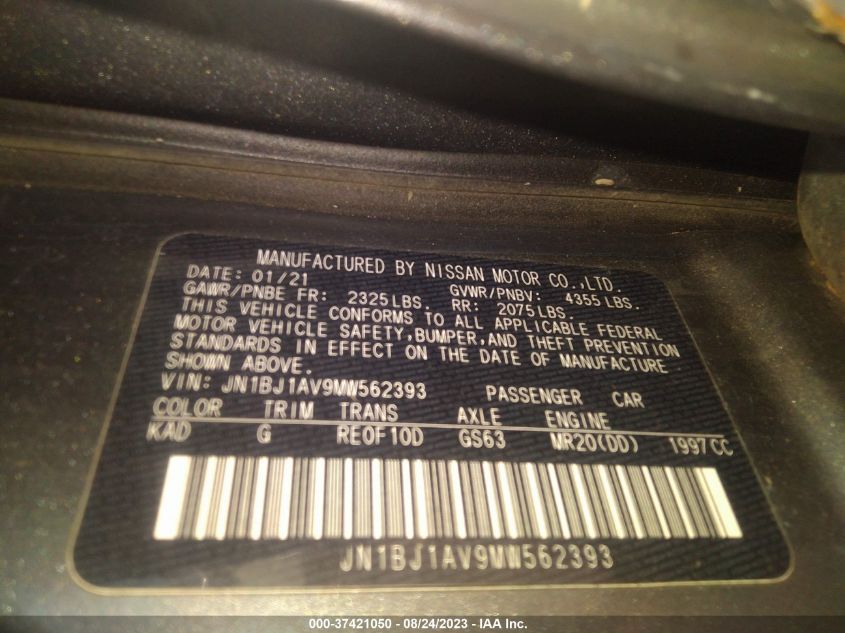 MANUFACTURED BY NISSAN MOTOR CO.,LTD.
DATE: 01/21
GAWR/PNBE FR: 2325 LBS. GVWR/PNBV: 4355 LBS.
RR: 2075 LBS.
THIS VEHICLE CONFORMS TO ALL APPLICABLE FEDERAL
MOTOR VEHICLE SAFETY, BUMPER, AND THEFT PREVENTION
STANDARDS IN EFFECT ON THE DATE OF MANUFACTURE
SHOWN ABOVE.
VIN: JN1BJ1AV9MW562393 PASSENGER CAR
COLOR TRIM TRANS AXLE ENGINE
KAD G RE0F10D GS63 MR20(DD) 1997CC
JN1BJ1AV9MW562393
000-37421050 - 08/24/2023 - IAA Inc.